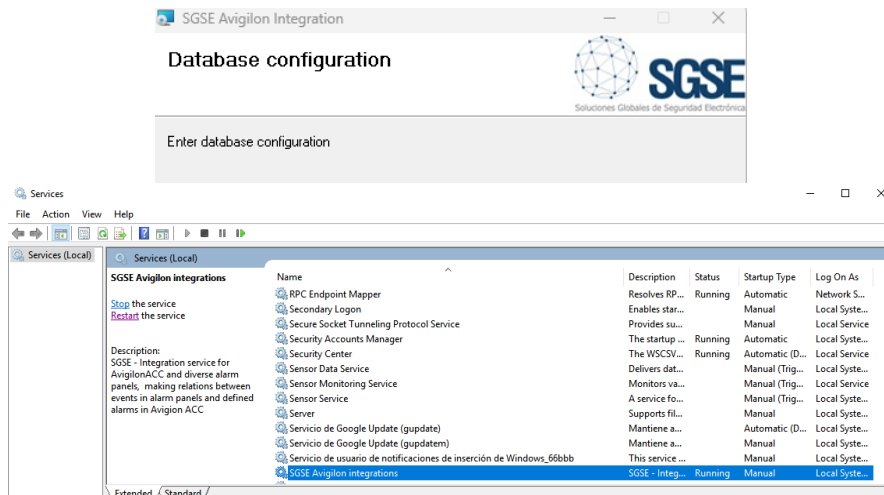 SGSE Avigilon Integration
Database configuration
SGSE
Soluciones Globales de Seguridad Electrónica
Enter database configuration
Services
File Action View Help
Services (Local)
Services (Local)
SGSE Avigilon integrations
Stop the service
Restart the service
Description:
SGSE - Integration service for
AvigilonACC and diverse alarm
panels, making relations between
events in alarm panels and defined
alarms in Avigion ACC
Name Description Status Startup Type Log On As
RPC Endpoint Mapper Resolves RP... Running Automatic Network S...
Secondary Logon Enables star... Manual Local Syste...
Secure Socket Tunneling Protocol Service Provides su... Manual Local Service
Security Accounts Manager The startup ... Running Automatic Local Syste...
Security Center The WSCSV... Running Automatic (D... Local Service
Sensor Data Service Delivers dat... Manual (Trig... Local Syste...
Sensor Monitoring Service Monitors va... Manual (Trig... Local Service
Sensor Service A service fo... Manual (Trig... Local Syste...
Server Supports fil... Manual Local Syste...
Servicio de Google Update (gupdate) Mantiene a... Automatic (D... Local Syste...
Servicio de Google Update (gupdatem) Mantiene a... Manual Local Syste...
Servicio de usuario de notificaciones de inserción de Windows_66bbb This service ... Manual Local Syste...
SGSE Avigilon integrations SGSE - Integ... Running Manual Local Syste...
Extended Standard